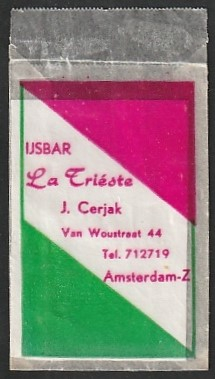 IJSBAR
La Triéste
J. Cerjak
Van Woustraat 44
Tel. 712719
Amsterdam-Z